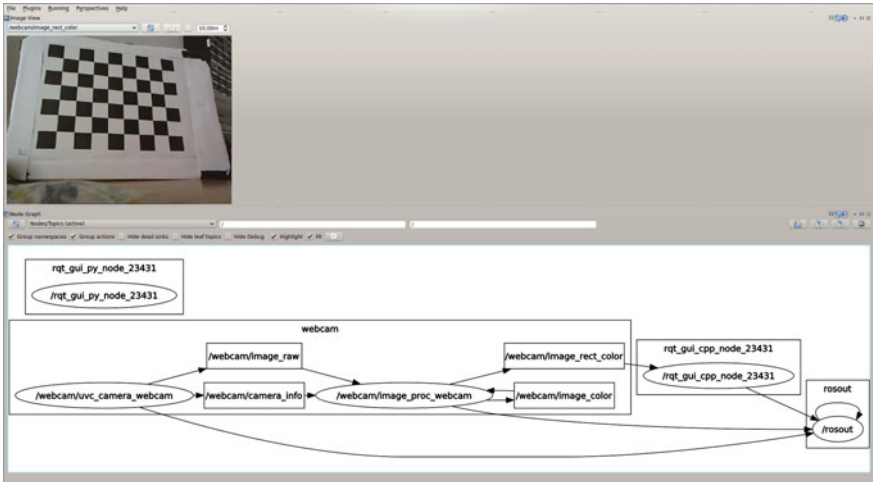 File Plugins Running Perspectives Help
Image View
/webcam/image_rect_color
10.00m
Node Graph
Nodes/Topics (active)
/
/
Group namespaces Group actions Hide dead sinks Hide leaf topics Hide Debug Highlight Fit
rqt_gui_py_node_23431
/rqt_gui_py_node_23431
webcam
/webcam/image_raw
/webcam/image_rect_color
rqt_gui_cpp_node_23431
/rqt_gui_cpp_node_23431
/webcam/uvc_camera_webcam
/webcam/camera_info
/webcam/image_proc_webcam
/webcam/image_color
rosout
/rosout